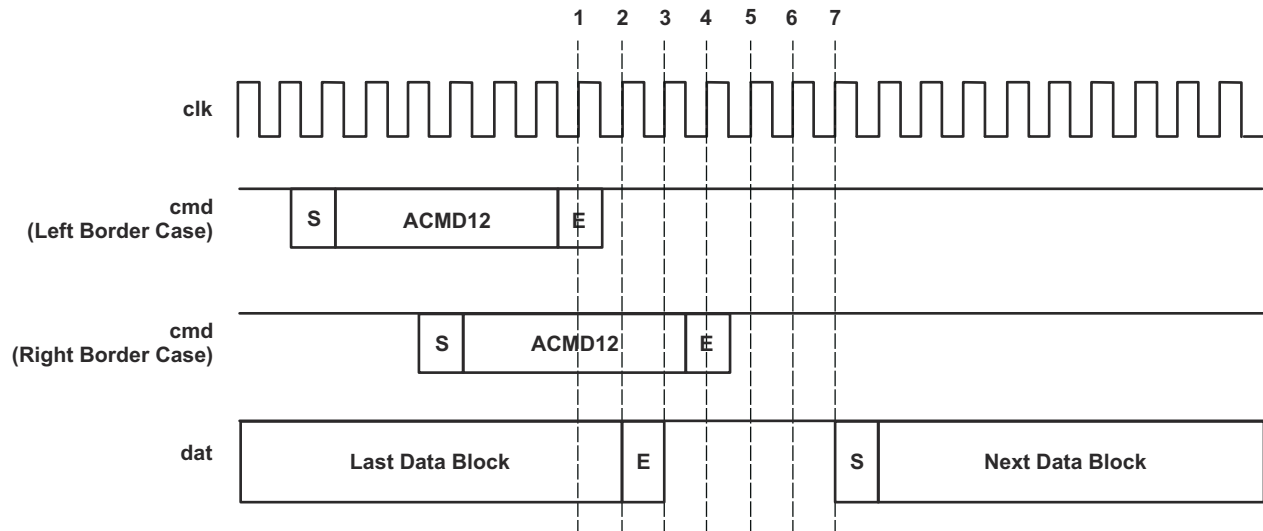 1 2 3 4 5 6 7
clk
cmd
(Left Border Case)
S ACMD12 E
cmd
(Right Border Case)
S ACMD12 E
dat
Last Data Block E S Next Data Block